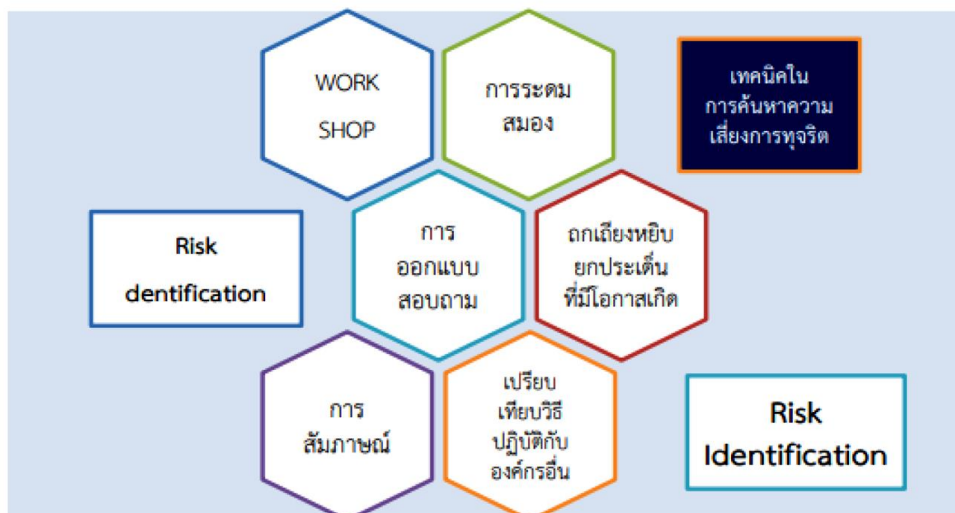 WORK
SHOP
การระดม
สมอง
เทคนิคใน
การค้นหาความ
เสี่ยงการทุจริต
Risk
dentification
การ
ออกแบบ
สอบถาม
ถกเถียงหยิบ
ยกประเด็น
ที่มีโอกาสเกิด
การ
สัมภาษณ์
เปรียบ
เทียบวิธี
ปฏิบัติกับ
องค์กรอื่น
Risk
Identification